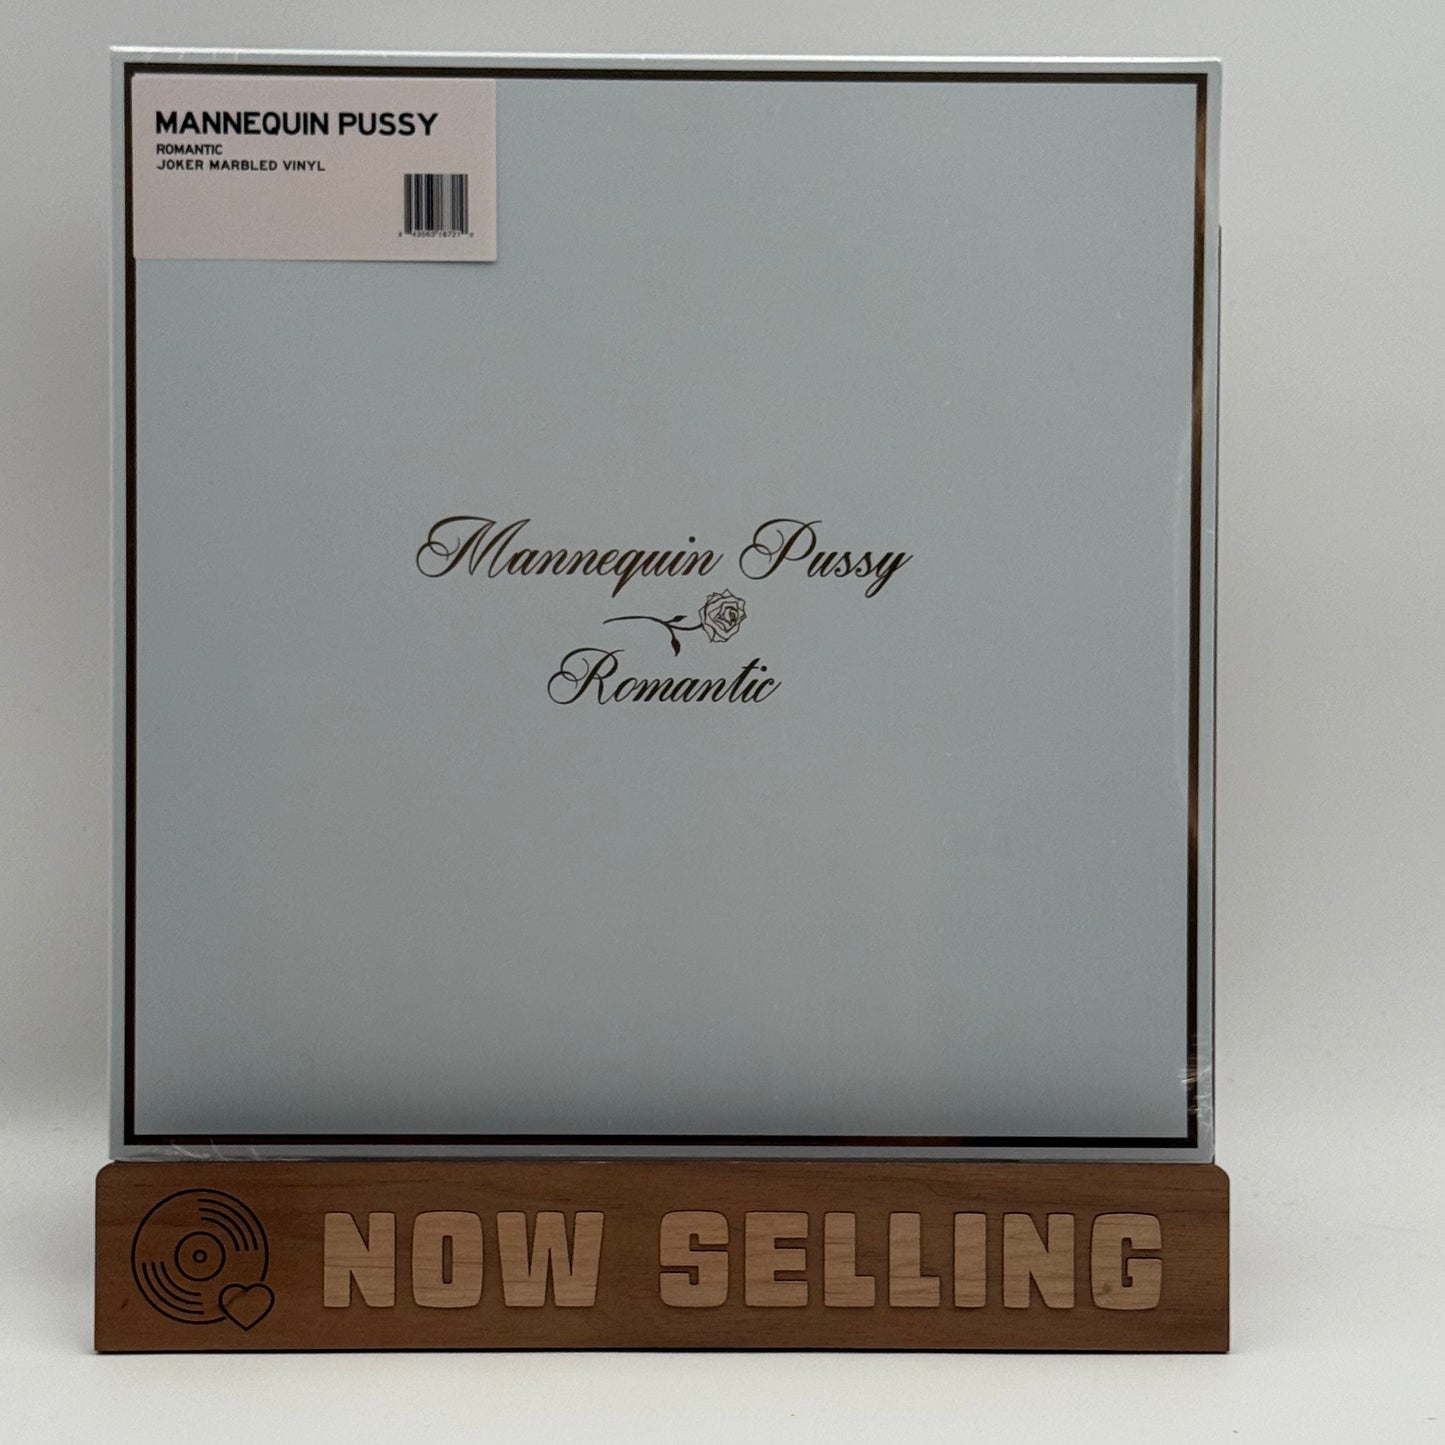 MANNEQUIN PUSSY
ROMANTIC
JOKER MARBLED VINYL
Mannequin Pussy
Romantic
NOW SELLING